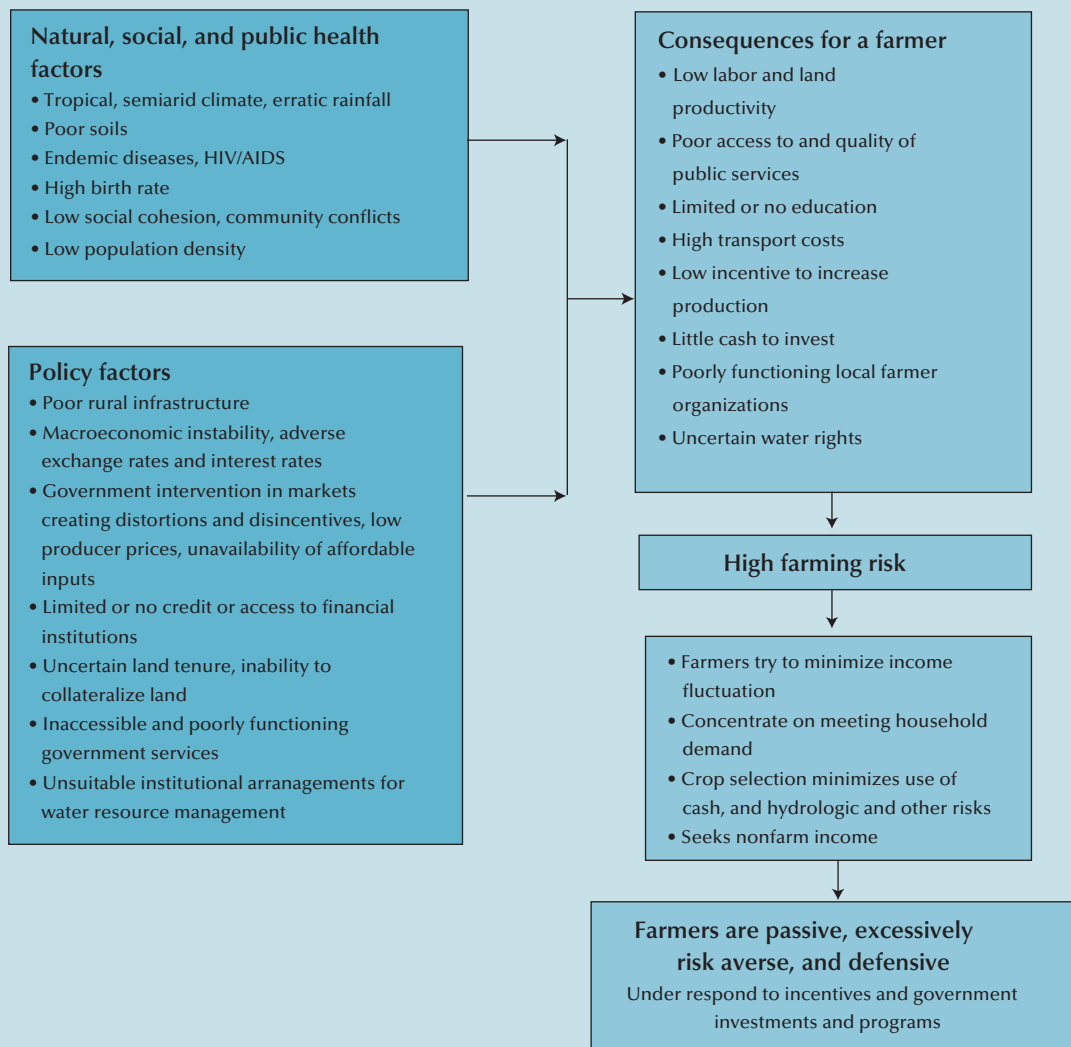 Natural, social, and public health
factors
• Tropical, semiarid climate, erratic rainfall
• Poor soils
• Endemic diseases, HIV/AIDS
• High birth rate
• Low social cohesion, community conflicts
• Low population density
Policy factors
• Poor rural infrastructure
• Macroeconomic instability, adverse
exchange rates and interest rates
• Government intervention in markets
creating distortions and disincentives, low
producer prices, unavailability of affordable
inputs
• Limited or no credit or access to financial
institutions
• Uncertain land tenure, inability to
collateralize land
• Inaccessible and poorly functioning
government services
• Unsuitable institutional arranagements for
water resource management
Consequences for a farmer
• Low labor and land
productivity
• Poor access to and quality of
public services
• Limited or no education
• High transport costs
• Low incentive to increase
production
• Little cash to invest
• Poorly functioning local farmer
organizations
• Uncertain water rights
High farming risk
• Farmers try to minimize income
fluctuation
• Concentrate on meeting household
demand
• Crop selection minimizes use of
cash, and hydrologic and other risks
• Seeks nonfarm income
Farmers are passive, excessively
risk averse, and defensive
Under respond to incentives and government
investments and programs